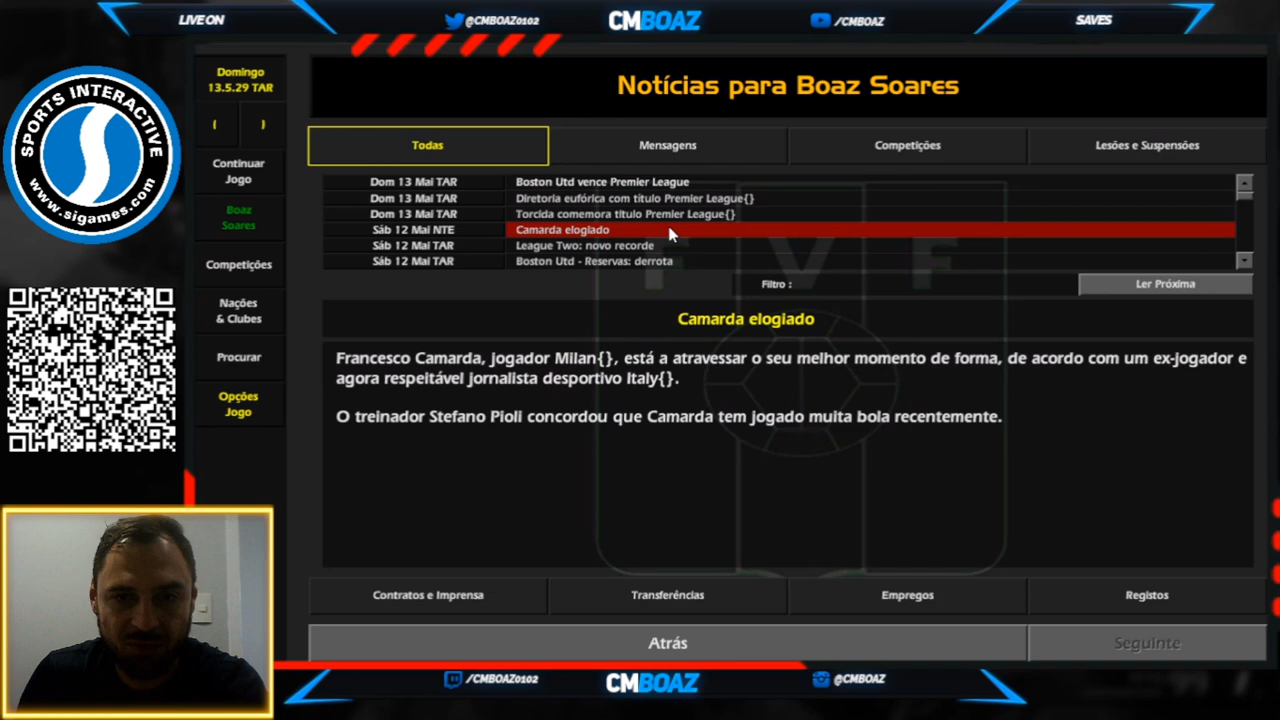 LIVE ON
@CMBOAZ0102
CMBOAZ
/CMBOAZ
SAVES
SPORTS INTERACTIVE
www.sigames.com
Domingo
13.5.29 TAR
Continuar
Jogo
Boaz
Soares
Competições
Nações
& Clubes
Procurar
Opções
Jogo
Notícias para Boaz Soares
Todas
Mensagens
Competições
Lesões e Suspensões
Dom 13 Mai TAR Boston Utd vence Premier League
Dom 13 Mai TAR Diretoria eufórica com título Premier League{}
Dom 13 Mai TAR Torcida comemora título Premier League{}
Sáb 12 Mai NTE Camarda elogiado
Sáb 12 Mai TAR League Two: novo recorde
Sáb 12 Mai TAR Boston Utd - Reservas: derrota
FVF
Filtro :
Ler Próxima
Camarda elogiado
Francesco Camarda, jogador Milan{}, está a atravessar o seu melhor momento de forma, de acordo com um ex-jogador e
agora respeitável jornalista desportivo Italy{}.
O treinador Stefano Pioli concordou que Camarda tem jogado muita bola recentemente.
Contratos e Imprensa
Transferências
Empregos
Registos
Atrás
Seguinte
/CMBOAZ0102
CMBOAZ
@CMBOAZ